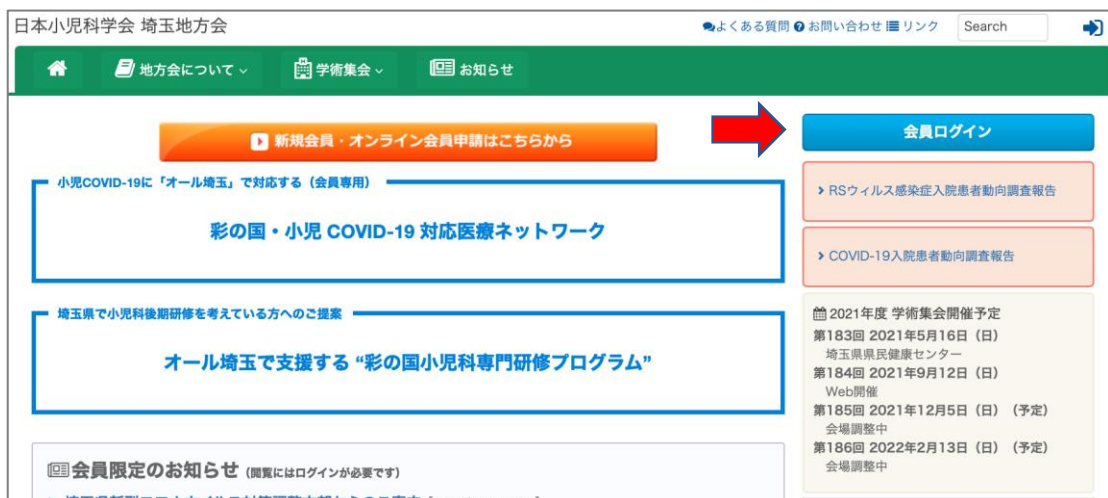 日本小児科学会 埼玉地方会
よくある質問 お問い合わせ リンク Search
地方会について 学術集会 お知らせ
新規会員・オンライン会員申請はこちらから
小児COVID-19に「オール埼玉」で対応する（会員専用）
彩の国・小児 COVID-19 対応医療ネットワーク
埼玉県で小児科後期研修を考えている方へのご提案
オール埼玉で支援する “彩の国小児科専門研修プログラム”
会員限定のお知らせ (閲覧にはログインが必要です)
会員ログイン
RSウィルス感染症入院患者動向調査報告
COVID-19入院患者動向調査報告
2021年度 学術集会開催予定
第183回 2021年5月16日（日）
埼玉県県民健康センター
第184回 2021年9月12日（日）
Web開催
第185回 2021年12月5日（日）（予定）
会場調整中
第186回 2022年2月13日（日）（予定）
会場調整中